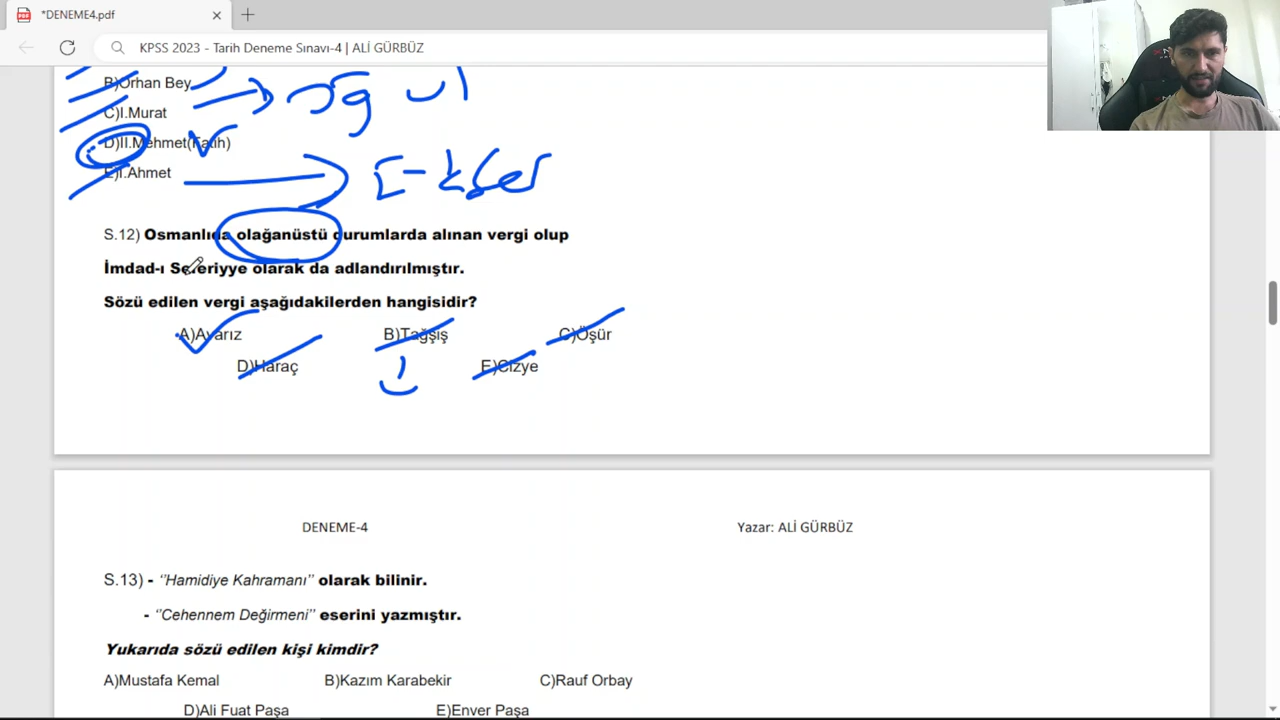 *DENEME4.pdf
KPSS 2023 - Tarih Deneme Sınavı-4 | ALİ GÜRBÜZ
B)Orhan Bey
C)I.Murat
D)II.Mehmet(Fatih)
E)I.Ahmet
S.12) Osmanlıda olağanüstü durumlarda alınan vergi olup
İmdad-ı Seferiyye olarak da adlandırılmıştır.
Sözü edilen vergi aşağıdakilerden hangisidir?
A)Avarız B)Tağşiş C)Öşür
D)Haraç E)Cizye
DENEME-4 Yazar: ALİ GÜRBÜZ
S.13) - ‘’Hamidiye Kahramanı’’ olarak bilinir.
- ‘’Cehennem Değirmeni’’ eserini yazmıştır.
Yukarıda sözü edilen kişi kimdir?
A)Mustafa Kemal B)Kazım Karabekir C)Rauf Orbay
D)Ali Fuat Paşa E)Enver Paşa